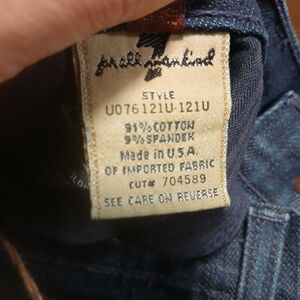 7
for all mankind
STYLE
U076121U-121U
91%COTTON
9%SPANDEX
Made in U.S.A.
OF IMPORTED FABRIC
CUT# 704589
SEE CARE ON REVERSE